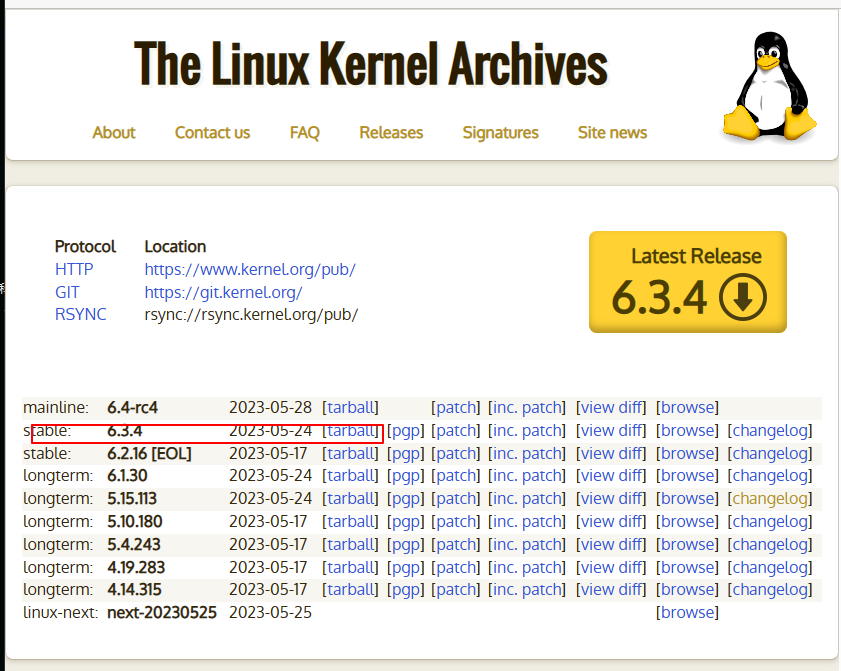 The Linux Kernel Archives
About Contact us FAQ Releases Signatures Site news
Protocol Location
HTTP https://www.kernel.org/pub/
GIT https://git.kernel.org/
RSYNC rsync://rsync.kernel.org/pub/
Latest Release
6.3.4
mainline: 6.4-rc4 2023-05-28 [tarball] [patch] [inc. patch] [view diff] [browse]
stable: 6.3.4 2023-05-24 [tarball] [pgp] [patch] [inc. patch] [view diff] [browse] [changelog]
stable: 6.2.16 [EOL] 2023-05-17 [tarball] [pgp] [patch] [inc. patch] [view diff] [browse] [changelog]
longterm: 6.1.30 2023-05-24 [tarball] [pgp] [patch] [inc. patch] [view diff] [browse] [changelog]
longterm: 5.15.113 2023-05-24 [tarball] [pgp] [patch] [inc. patch] [view diff] [browse] [changelog]
longterm: 5.10.180 2023-05-17 [tarball] [pgp] [patch] [inc. patch] [view diff] [browse] [changelog]
longterm: 5.4.243 2023-05-17 [tarball] [pgp] [patch] [inc. patch] [view diff] [browse] [changelog]
longterm: 4.19.283 2023-05-17 [tarball] [pgp] [patch] [inc. patch] [view diff] [browse] [changelog]
longterm: 4.14.315 2023-05-17 [tarball] [pgp] [patch] [inc. patch] [view diff] [browse] [changelog]
linux-next: next-20230525 2023-05-25 [browse]